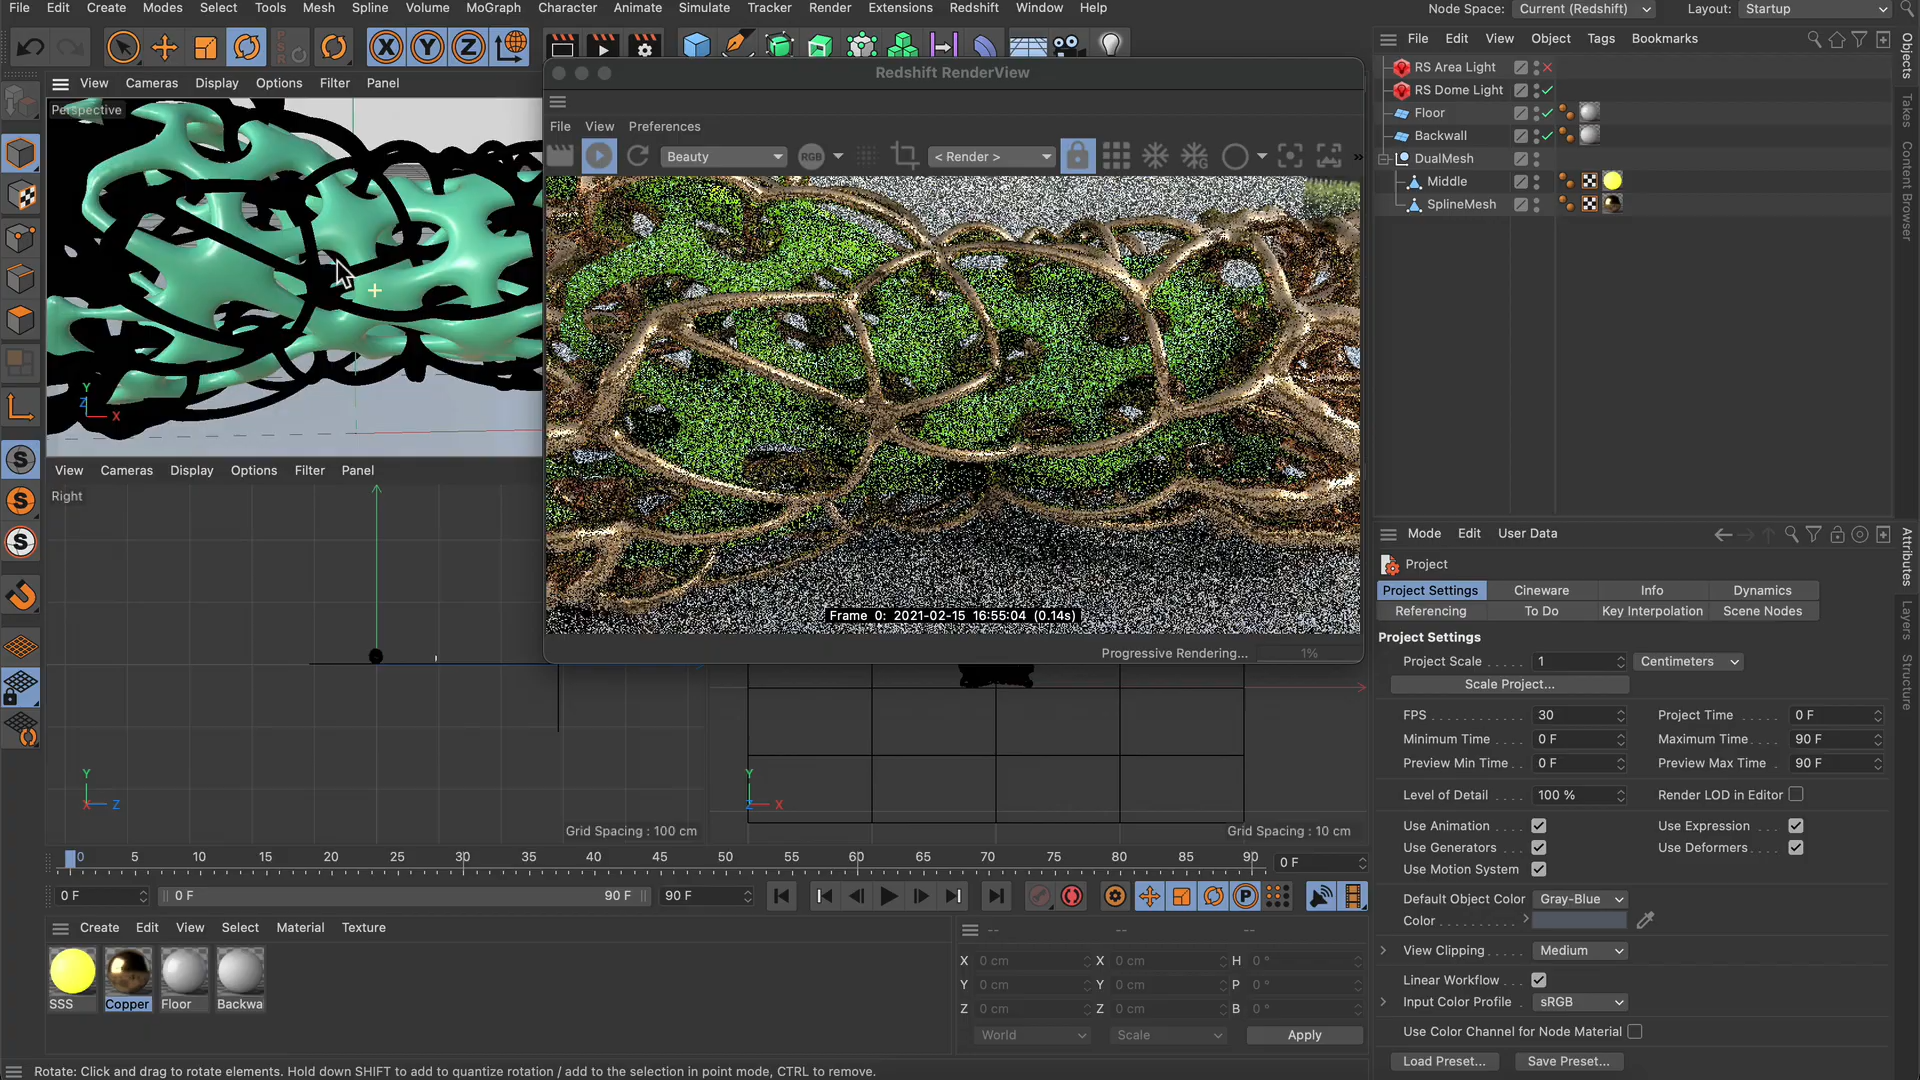 File Edit Create Modes Select Tools Mesh Spline Volume MoGraph Character Animate Simulate Tracker Render Extensions Redshift Window Help
Node Space: Current (Redshift) Layout: Startup
PSR X Y Z
File Edit View Object Tags Bookmarks
Objects
Takes
Content Browser
RS Area Light
RS Dome Light
Floor
Backwall
DualMesh
Middle
SplineMesh
View Cameras Display Options Filter Panel
Perspective
Y
Z X
Redshift RenderView
File View Preferences
Beauty RGB < Render > »
Frame 0: 2021-02-15 16:55:04 (0.14s)
Progressive Rendering... 1%
S
S
S
View Cameras Display Options Filter Panel
Right
Y
X Z
Grid Spacing : 100 cm
Y
Z X
Grid Spacing : 10 cm
Mode Edit User Data
Attributes
Layers
Structure
Project
Project Settings Cineware Info Dynamics
Referencing To Do Key Interpolation Scene Nodes
Project Settings
Project Scale 1 Centimeters
Scale Project...
FPS 30 Project Time 0 F
Minimum Time 0 F Maximum Time 90 F
Preview Min Time 0 F Preview Max Time 90 F
Level of Detail 100 % Render LOD in Editor
Use Animation Use Expression
Use Generators Use Deformers
Use Motion System
Default Object Color Gray-Blue
Color
View Clipping Medium
Linear Workflow
Input Color Profile sRGB
Use Color Channel for Node Material
Load Preset... Save Preset...
0 5 10 15 20 25 30 35 40 45 50 55 60 65 70 75 80 85 90 0 F
0 F 0 F 90 F 90 F P
Create Edit View Select Material Texture
SSS Copper Floor Backwa
-- -- --
X 0 cm X 0 cm H 0 °
Y 0 cm Y 0 cm P 0 °
Z 0 cm Z 0 cm B 0 °
World Scale Apply
Rotate: Click and drag to rotate elements. Hold down SHIFT to add to quantize rotation / add to the selection in point mode, CTRL to remove.